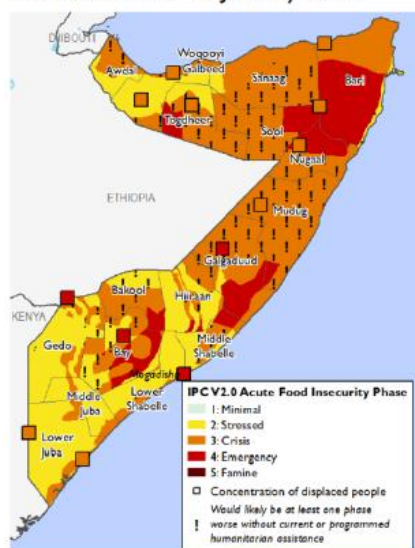 DJIBOUTI
Awdal
Woqooyi
Galbeed
Sanaag
Bari
Togdheer
Sool
Nugaal
ETHIOPIA
Mudug
Galgaduud
Bakool
Hiiraan
KENYA
Gedo
Bay
Middle
Shabelle
Mogadishu
Middle
Juba
Lower
Shabelle
Lower
Juba
IPC V2.0 Acute Food Insecurity Phase
1: Minimal
2: Stressed
3: Crisis
4: Emergency
5: Famine
Concentration of displaced people
Would likely be at least one phase
! worse without current or programmed
humanitarian assistance